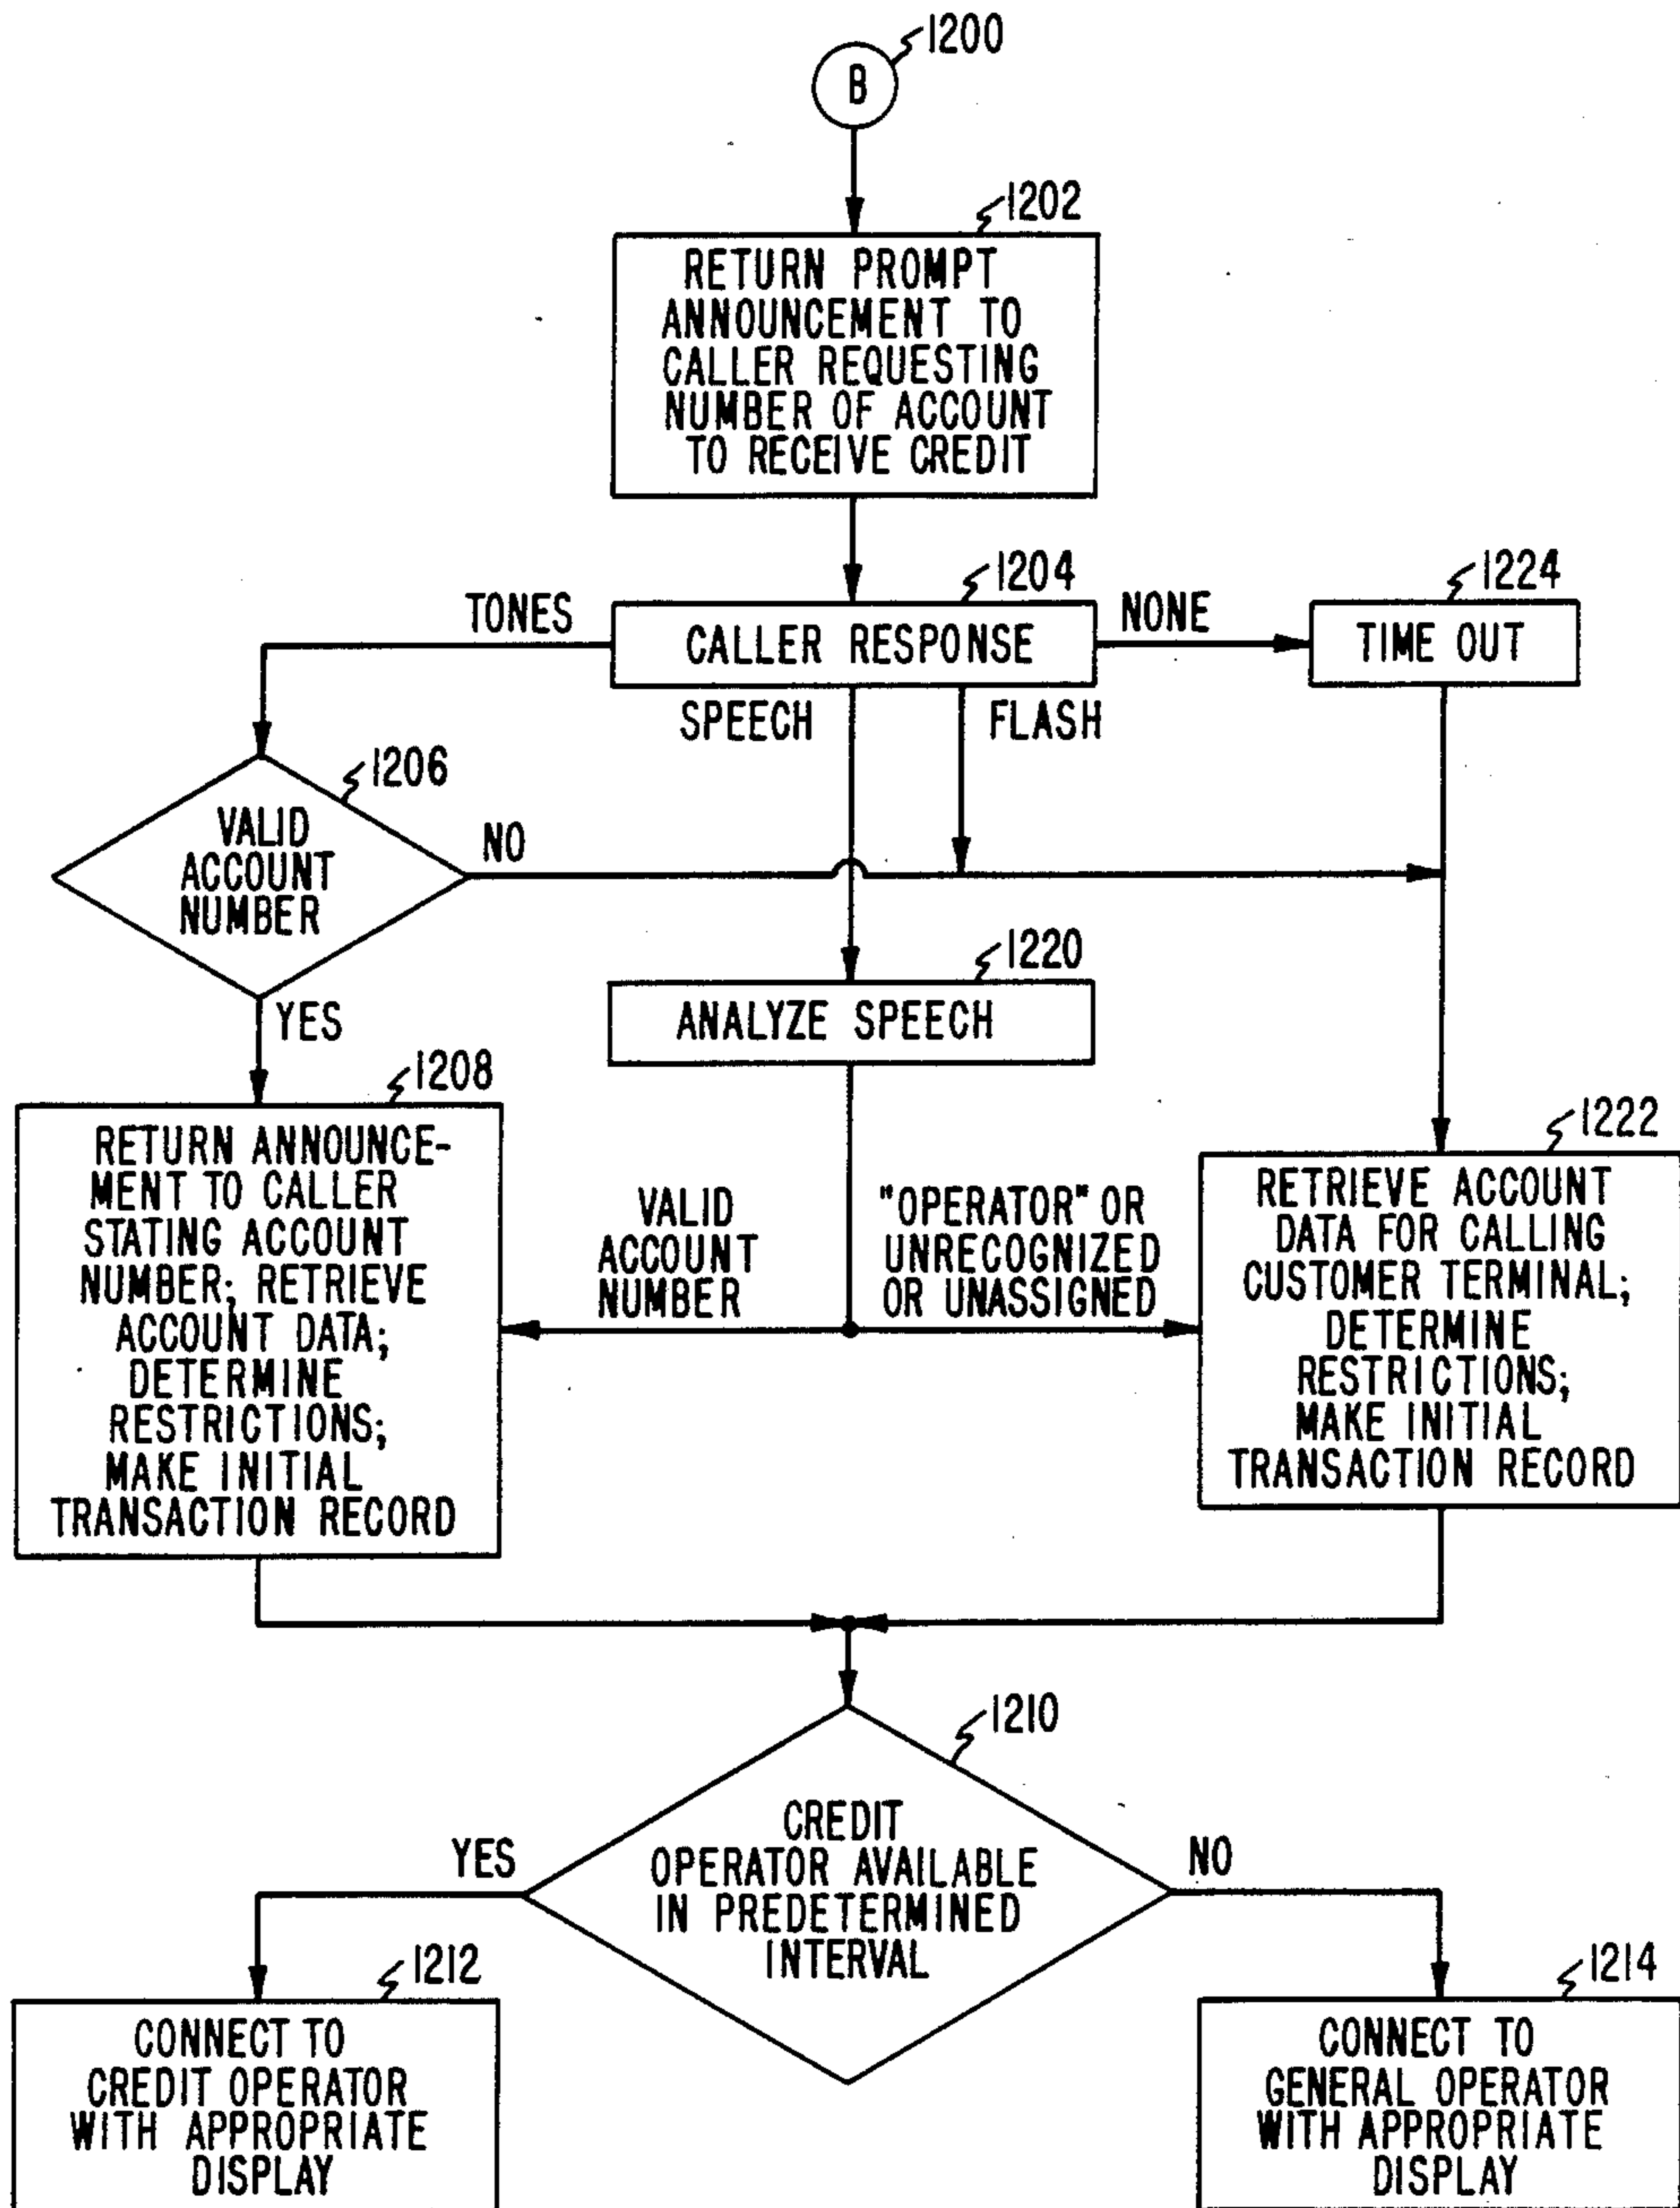 1200
B
1202
RETURN PROMPT
ANNOUNCEMENT TO
CALLER REQUESTING
NUMBER OF ACCOUNT
TO RECEIVE CREDIT
1204
1224
TONES
CALLER RESPONSE
NONE
TIME OUT
SPEECH
FLASH
1206
VALID
ACCOUNT
NUMBER
NO
YES
1220
ANALYZE SPEECH
1208
RETURN ANNOUNCE-
MENT TO CALLER
STATING ACCOUNT
NUMBER; RETRIEVE
ACCOUNT DATA;
DETERMINE
RESTRICTIONS;
MAKE INITIAL
TRANSACTION RECORD
VALID
ACCOUNT
NUMBER
"OPERATOR" OR
UNRECOGNIZED
OR UNASSIGNED
1222
RETRIEVE ACCOUNT
DATA FOR CALLING
CUSTOMER TERMINAL;
DETERMINE
RESTRICTIONS;
MAKE INITIAL
TRANSACTION RECORD
1210
CREDIT
OPERATOR AVAILABLE
IN PREDETERMINED
INTERVAL
YES
NO
1212
CONNECT TO
CREDIT OPERATOR
WITH APPROPRIATE
DISPLAY
1214
CONNECT TO
GENERAL OPERATOR
WITH APPROPRIATE
DISPLAY